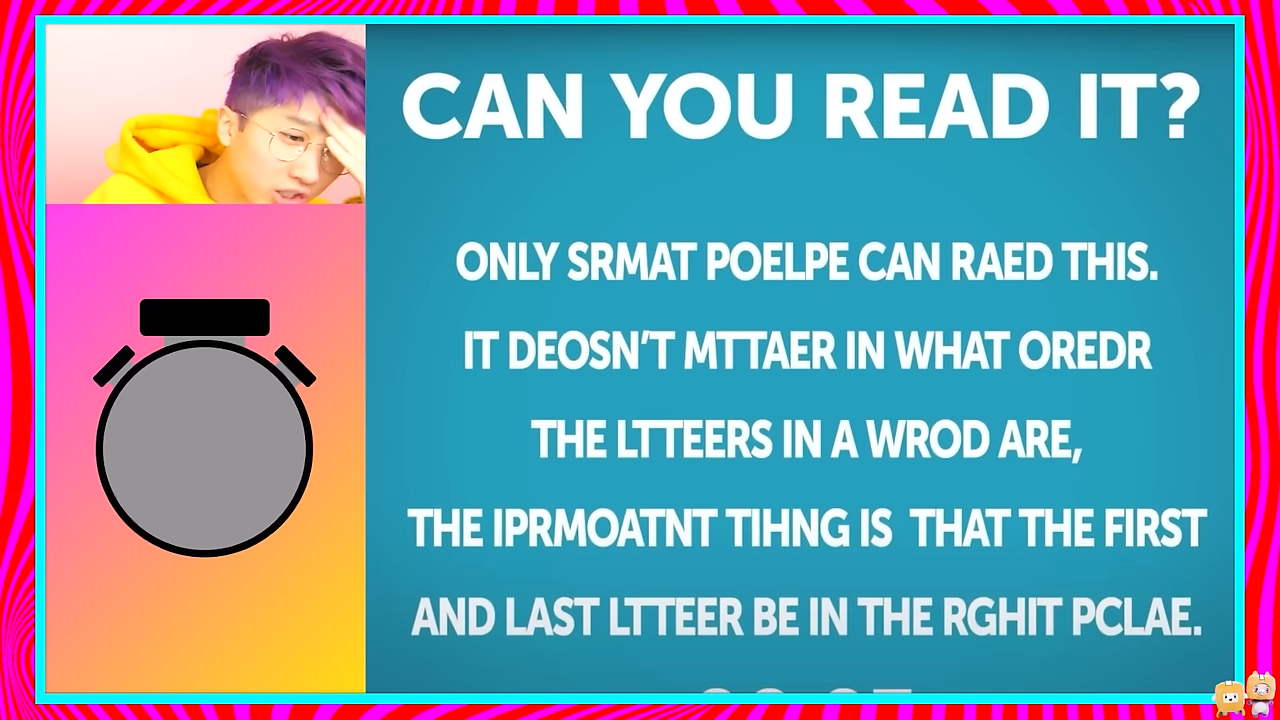 CAN YOU READ IT?
ONLY SRMAT POELPE CAN RAED THIS.
IT DEOSN'T MTTAER IN WHAT OREDR
THE LTTEERS IN A WROD ARE,
THE IPRMOATNT TIHNG IS THAT THE FIRST
AND LAST LTTEER BE IN THE RGHIT PCLAE.